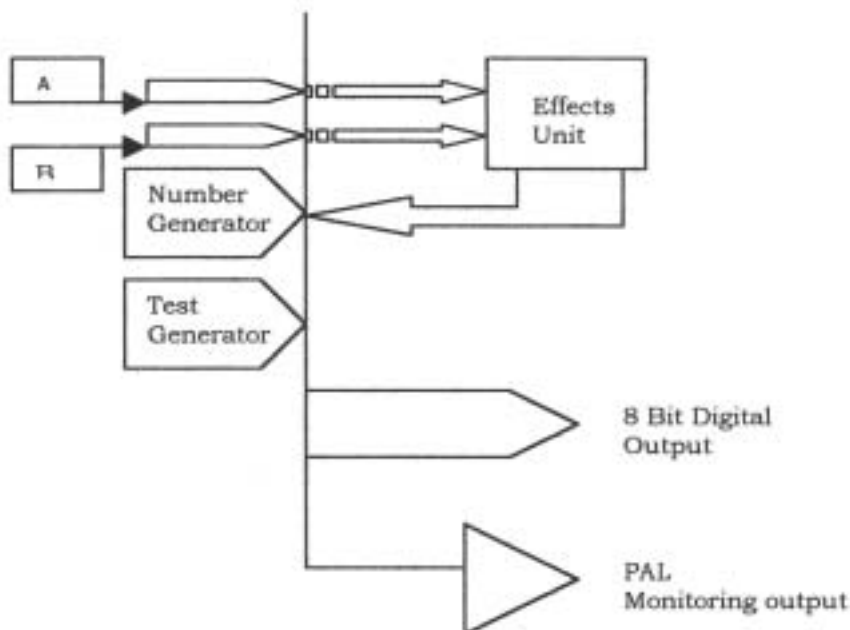 A
B
Effects
Unit
Number
Generator
Test
Generator
8 Bit Digital
Output
PAL
Monitoring output